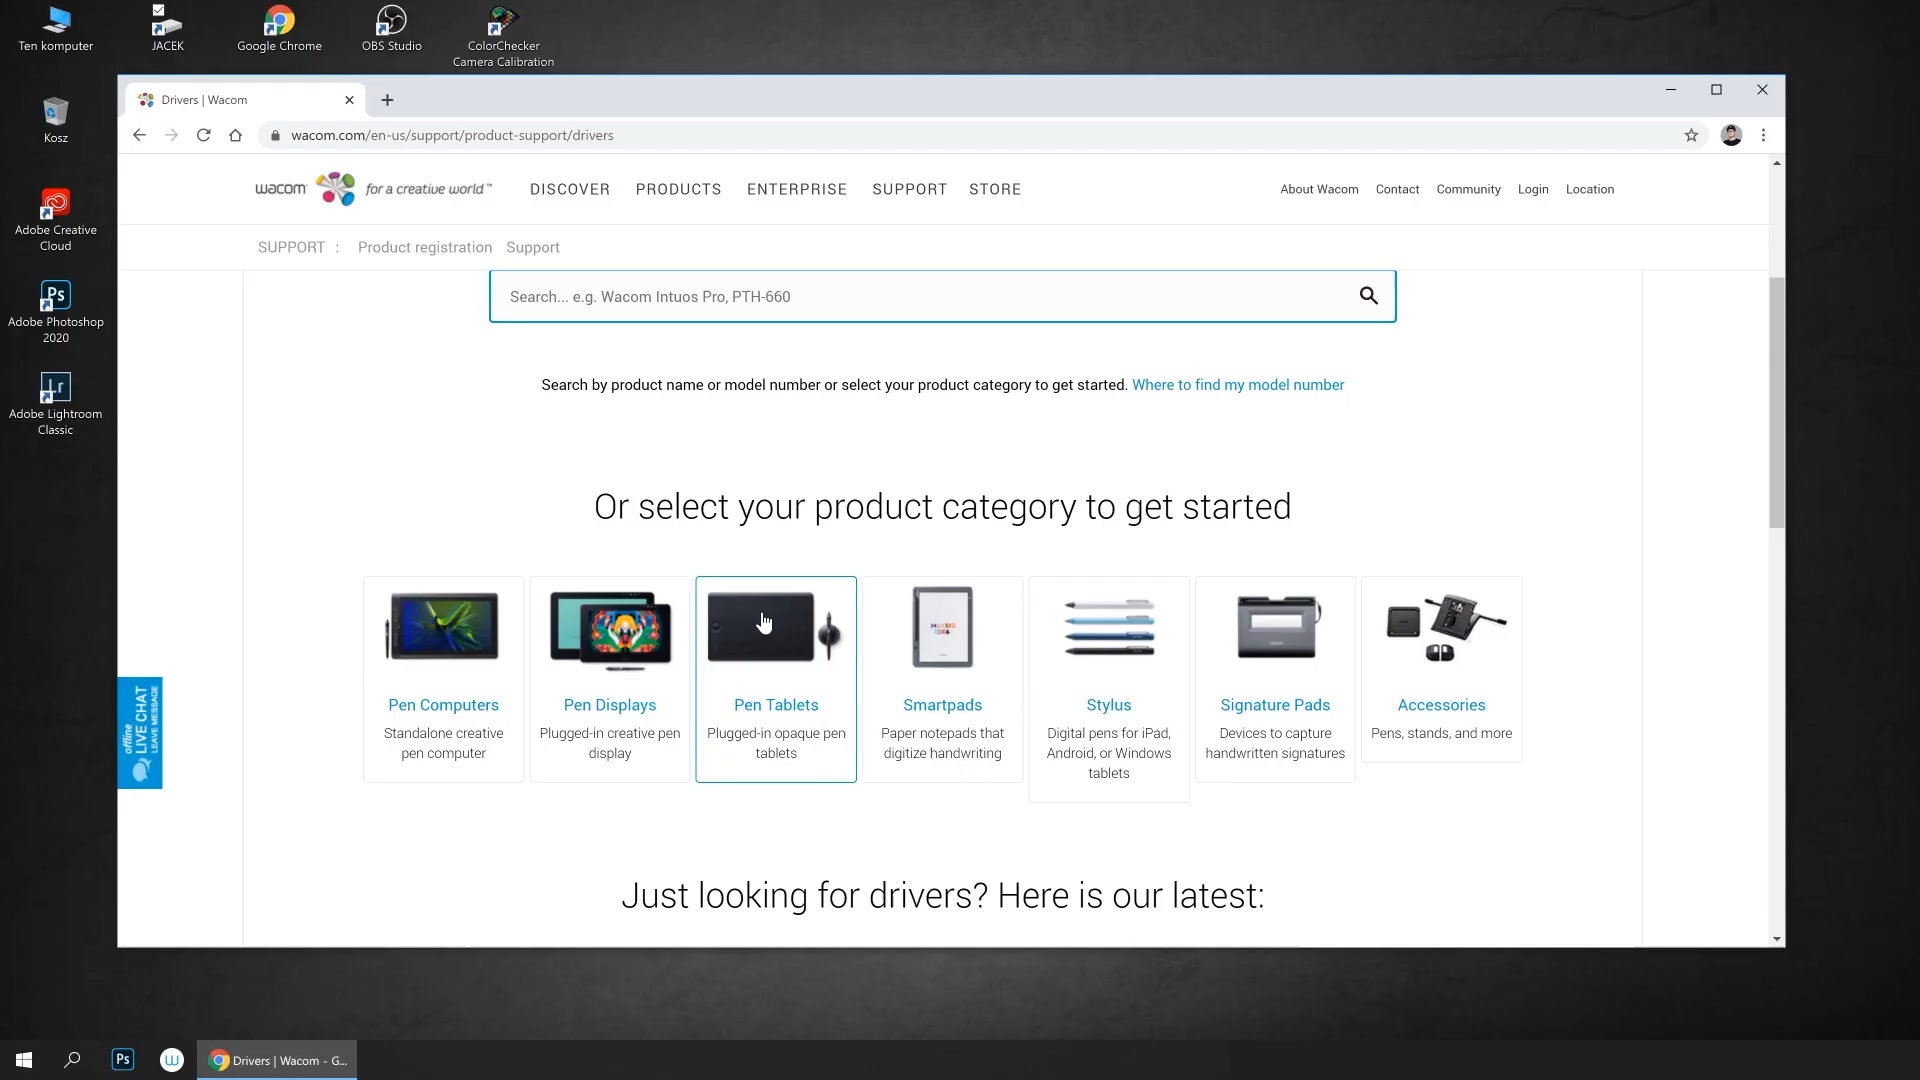 Ten komputer
JACEK
Google Chrome
OBS Studio
ColorChecker
Camera Calibration
Kosz
Adobe Creative
Cloud
Ps
Adobe Photoshop
2020
Lr
Adobe Lightroom
Classic
Drivers | Wacom
wacom.com/en-us/support/product-support/drivers
wacom for a creative world™
DISCOVER PRODUCTS ENTERPRISE SUPPORT STORE
About Wacom Contact Community Login Location
SUPPORT : Product registration Support
Search... e.g. Wacom Intuos Pro, PTH-660
Search by product name or model number or select your product category to get started. Where to find my model number
Or select your product category to get started
Pen Computers
Standalone creative
pen computer
Pen Displays
Plugged-in creative pen
display
Pen Tablets
Plugged-in opaque pen
tablets
Smartpads
Paper notepads that
digitize handwriting
Stylus
Digital pens for iPad,
Android, or Windows
tablets
Signature Pads
Devices to capture
handwritten signatures
Accessories
Pens, stands, and more
offline
LIVE CHAT
LEAVE MESSAGE
Just looking for drivers? Here is our latest:
Ps
Drivers | Wacom - G...